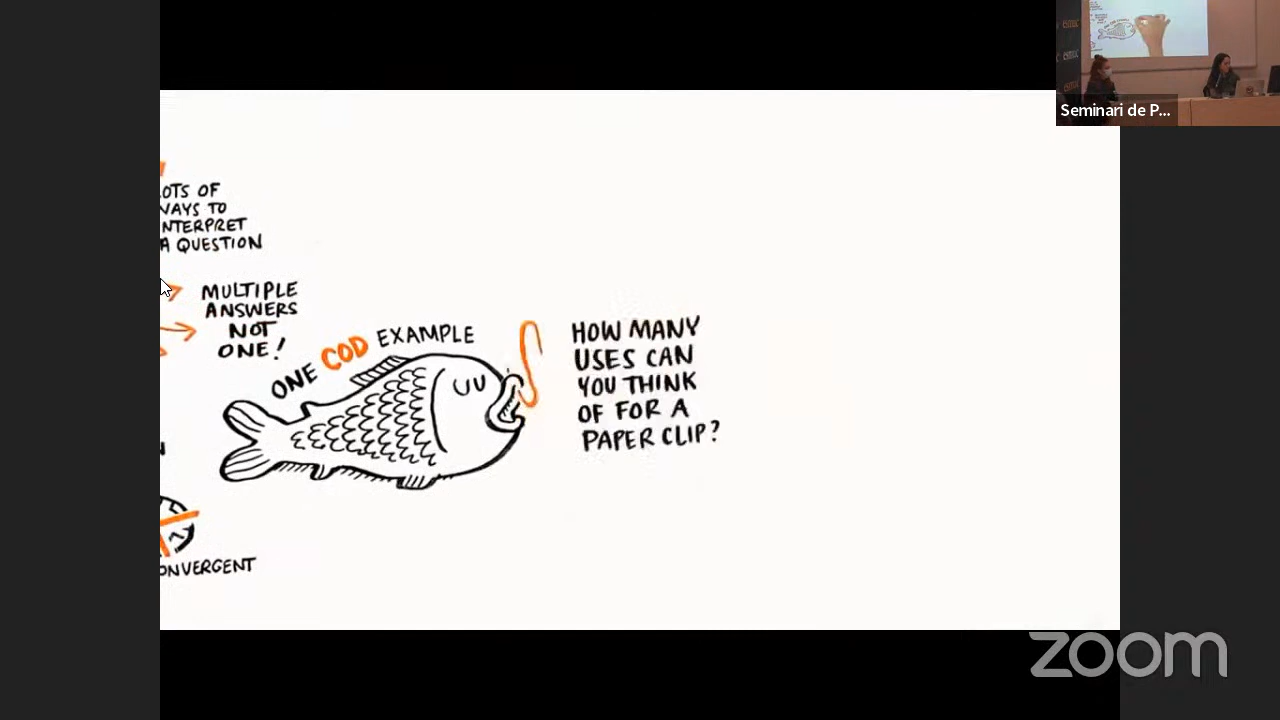 OTS OF
WAYS TO
NTERPRET
A QUESTION
MULTIPLE
ANSWERS
NOT
ONE!
ONE COD EXAMPLE
HOW MANY
USES CAN
YOU THINK
OF FOR A
PAPER CLIP?
ONVERGENT
Seminari de P...
zoom